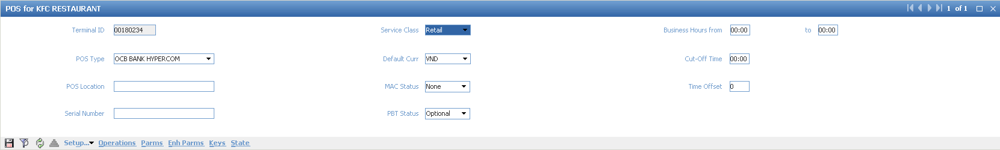 POS for KFC RESTAURANT 1 of 1
Terminal ID 00180234 Service Class Retail Business Hours from 00:00 to 00:00
POS Type OCB BANK HYPERCOM Default Curr VND Cut-Off Time 00:00
POS Location MAC Status None Time Offset 0
Serial Number PBT Status Optional
Setup... Operations Parms Enh Parms Keys State